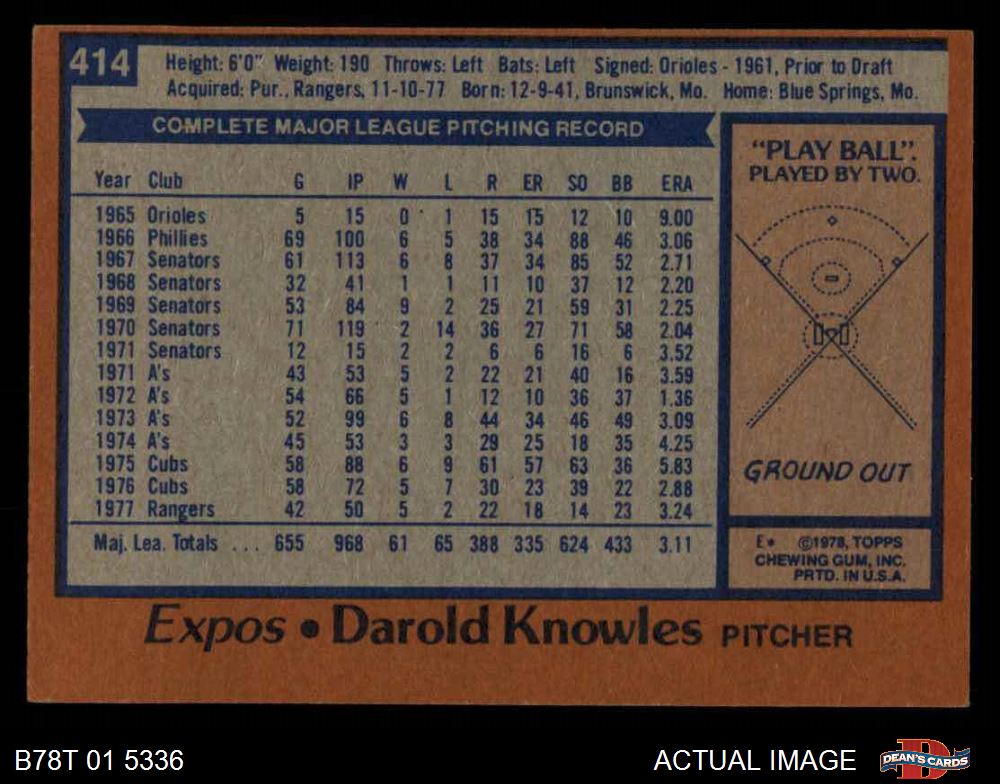 414
Height: 6'0" Weight: 190 Throws: Left Bats: Left Signed: Orioles - 1961, Prior to Draft
Acquired: Pur., Rangers, 11-10-77 Born: 12-9-41, Brunswick, Mo. Home: Blue Springs, Mo.
COMPLETE MAJOR LEAGUE PITCHING RECORD
Year Club G IP W L R ER SO BB ERA
1965 Orioles 5 15 0 1 15 15 12 10 9.00
1966 Phillies 69 100 6 5 38 34 88 46 3.06
1967 Senators 61 113 6 8 37 34 85 52 2.71
1968 Senators 32 41 1 1 11 10 37 12 2.20
1969 Senators 53 84 9 2 25 21 59 31 2.25
1970 Senators 71 119 2 14 36 27 71 58 2.04
1971 Senators 12 15 2 2 6 6 16 6 3.52
1971 A's 43 53 5 2 22 21 40 16 3.59
1972 A's 54 66 5 1 12 10 36 37 1.36
1973 A's 52 99 6 8 44 34 46 49 3.09
1974 A's 45 53 3 3 29 25 18 35 4.25
1975 Cubs 58 88 6 9 61 57 63 36 5.83
1976 Cubs 58 72 5 7 30 23 39 22 2.88
1977 Rangers 42 50 5 2 22 18 14 23 3.24
Maj. Lea. Totals ... 655 968 61 65 388 335 624 433 3.11
"PLAY BALL".
PLAYED BY TWO.
GROUND OUT
E* ©1978, TOPPS
CHEWING GUM, INC.
PRTD. IN U.S.A.
Expos • Darold Knowles PITCHER
B78T 01 5336
ACTUAL IMAGE
DEAN'S CARDS